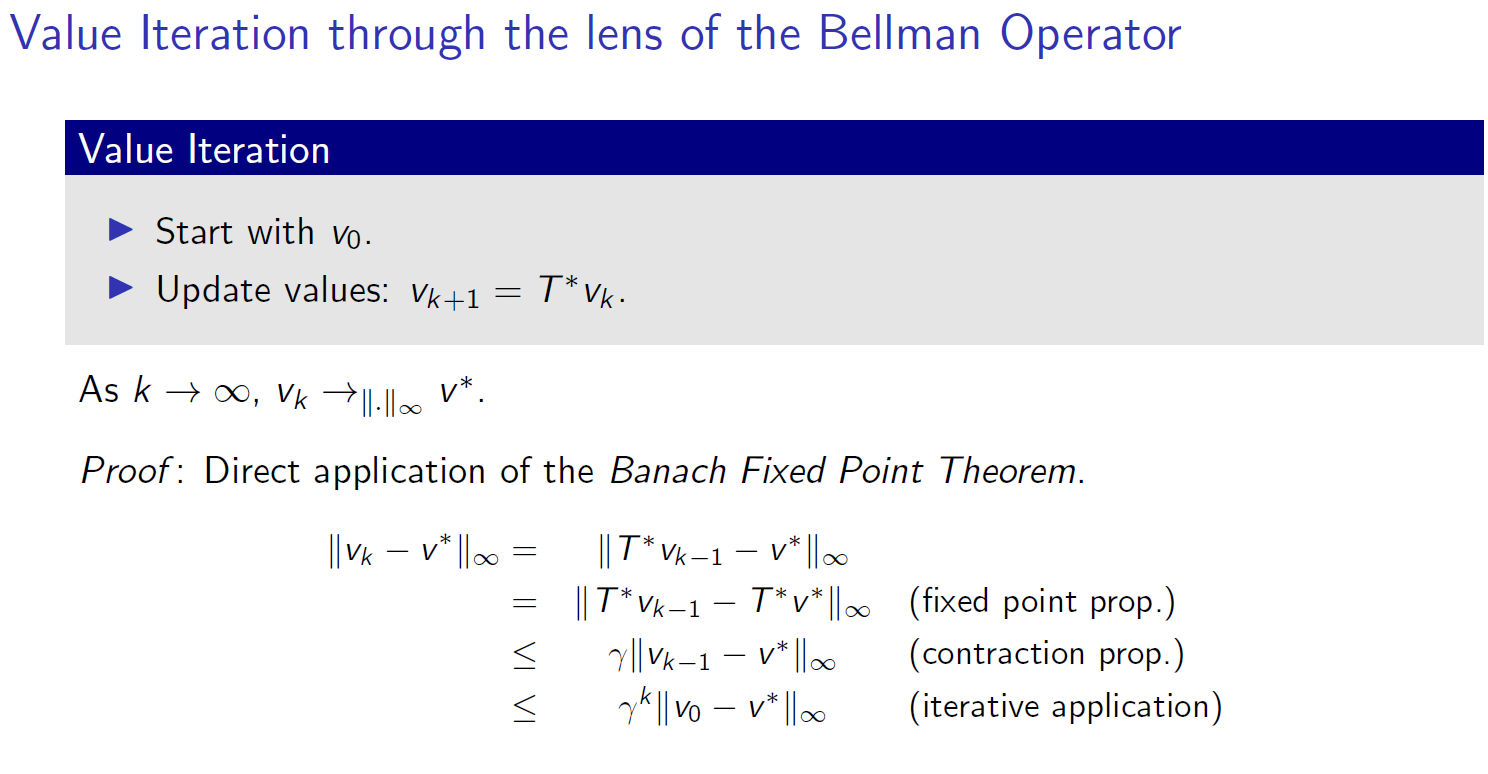 Value Iteration through the lens of the Bellman Operator
Value Iteration
▶ Start with v₀.
▶ Update values: vₖ₊₁ = T*vₖ.
As k → ∞, vₖ →_‖.‖∞ v*.
Proof: Direct application of the Banach Fixed Point Theorem.
‖vₖ − v*‖∞ = ‖T*vₖ₋₁ − v*‖∞
= ‖T*vₖ₋₁ − T*v*‖∞ (fixed point prop.)
≤ γ‖vₖ₋₁ − v*‖∞ (contraction prop.)
≤ γᵏ‖v₀ − v*‖∞ (iterative application)